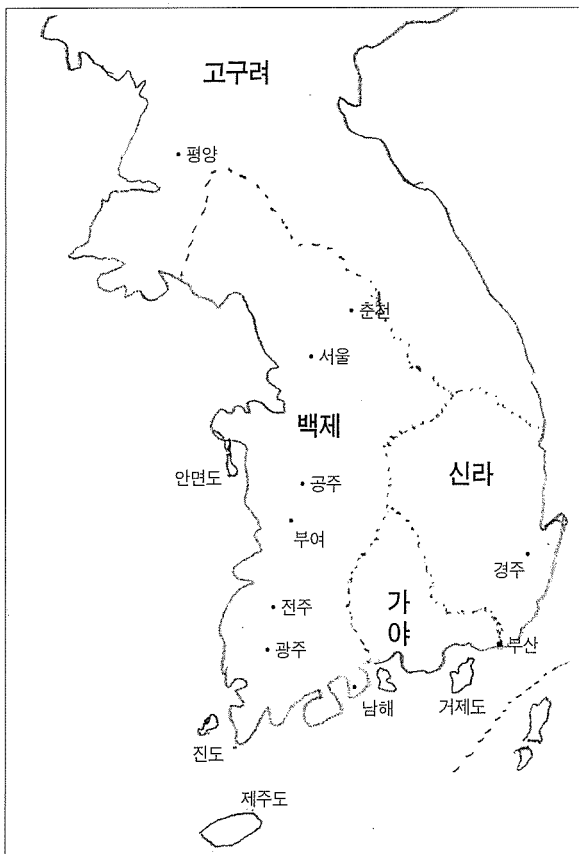 고구려
평양
춘천
서울
백제
신라
안면도
공주
부여
경주
가
야
전주
광주
부산
남해
거제도
진도
제주도